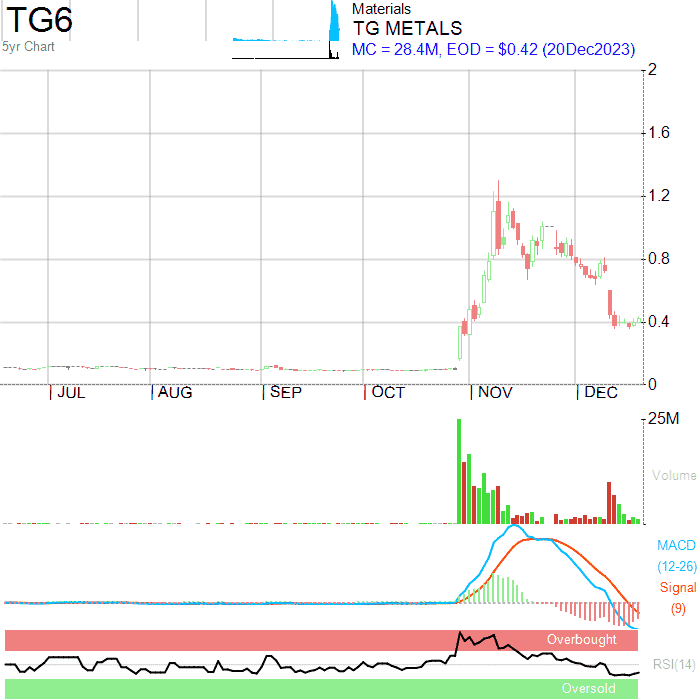 TG6
5yr Chart
Materials
TG METALS
MC = 28.4M, EOD = $0.42 (20Dec2023)
2
1.6
1.2
0.8
0.4
0
JUL
AUG
SEP
OCT
NOV
DEC
25M
Volume
MACD
(12-26)
Signal
(9)
Overbought
RSI(14)
Oversold